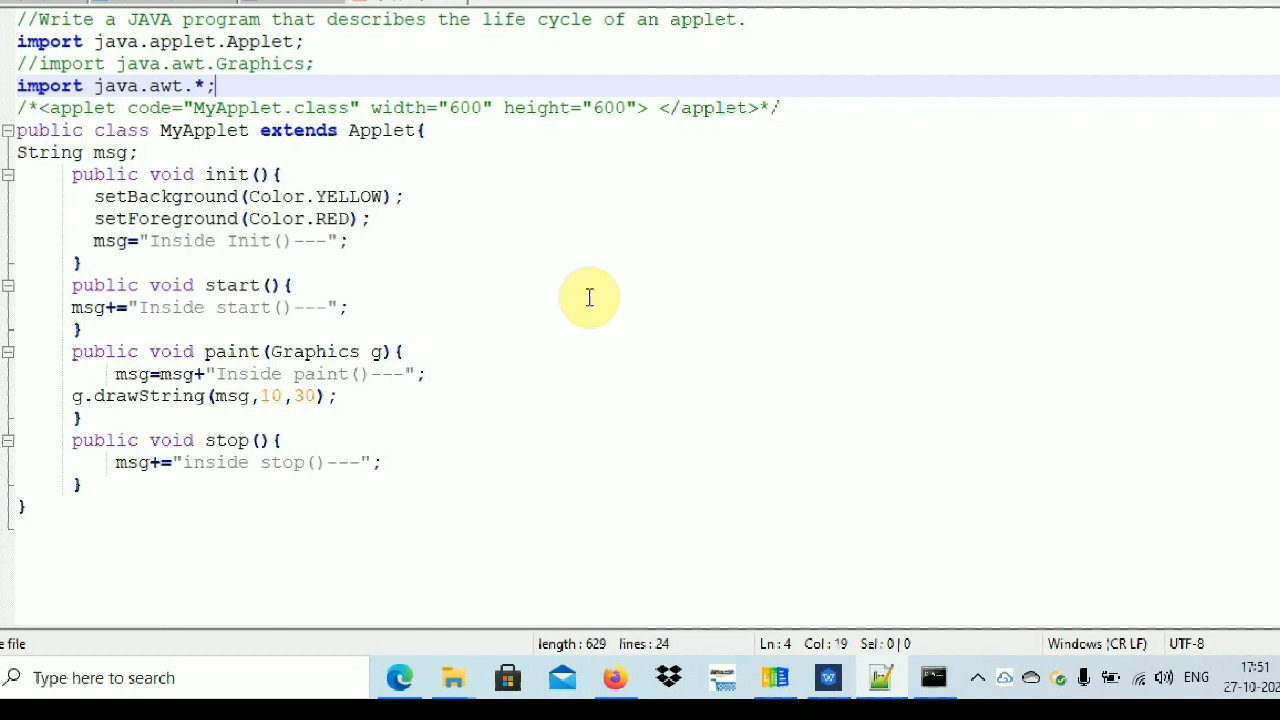 //Write a JAVA program that describes the life cycle of an applet.
import java.applet.Applet;
//import java.awt.Graphics;
import java.awt.*;
/*<applet code="MyApplet.class" width="600" height="600"> </applet>*/
public class MyApplet extends Applet{
String msg;
public void init(){
setBackground(Color.YELLOW);
setForeground(Color.RED);
msg="Inside Init()---";
}
public void start(){
msg+="Inside start()---";
}
public void paint(Graphics g){
msg=msg+"Inside paint()---";
g.drawString(msg,10,30);
}
public void stop(){
msg+="inside stop()---";
}
}
file length : 629 lines : 24 Ln : 4 Col : 19 Sel : 0 | 0 Windows (CR LF) UTF-8
Type here to search ENG 17:51
27-10-202